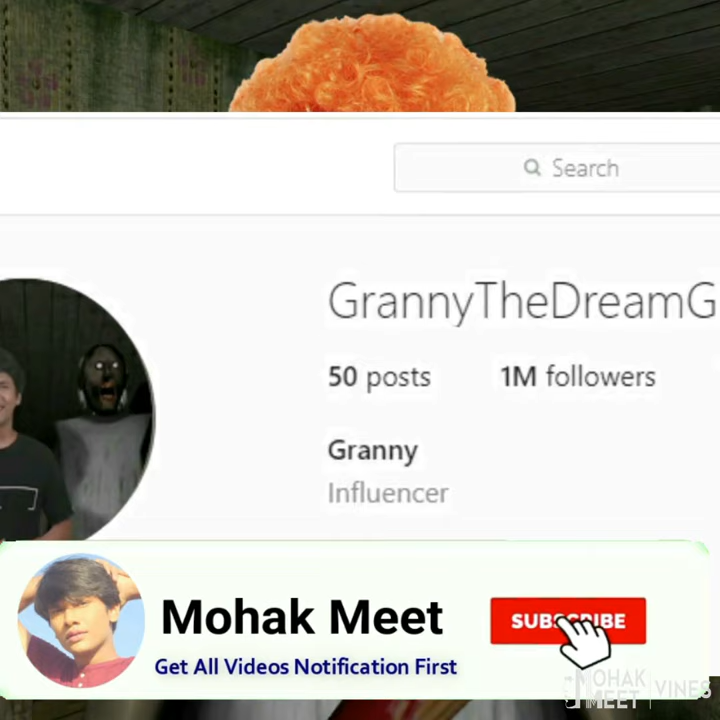 Search
GrannyTheDreamG
50 posts 1M followers
Granny
Influencer
Mohak Meet
SUBSCRIBE
Get All Videos Notification First
MOHAK
MEET
VINES